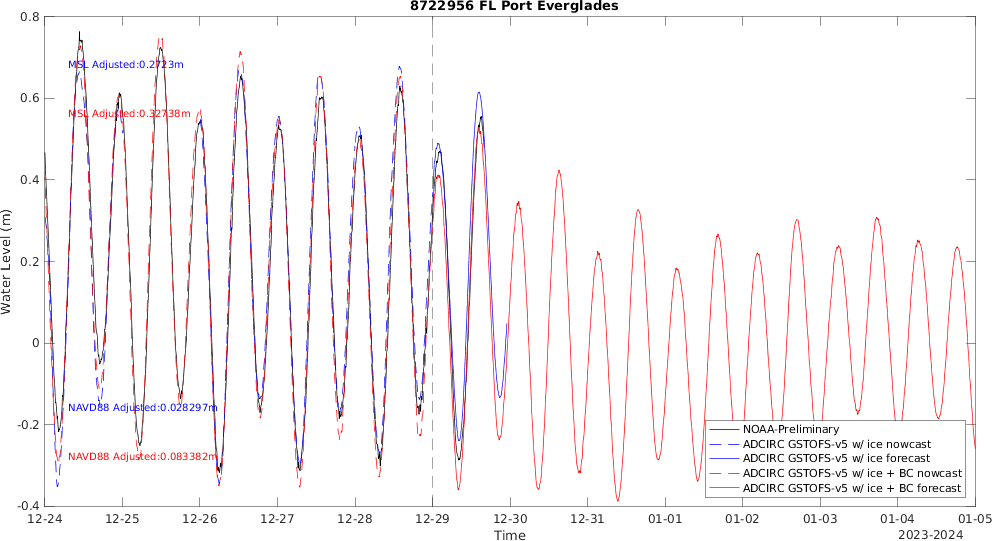 8722956 FL Port Everglades
0.8
0.6
0.4
0.2
0
-0.2
-0.4
Water Level (m)
MSL Adjusted:0.2723m
MSL Adjusted:0.32738m
NAVD88 Adjusted:0.028297m
NAVD88 Adjusted:0.083382m
NOAA-Preliminary
ADCIRC GSTOFS-v5 w/ ice nowcast
ADCIRC GSTOFS-v5 w/ ice forecast
ADCIRC GSTOFS-v5 w/ ice + BC nowcast
ADCIRC GSTOFS-v5 w/ ice + BC forecast
12-24 12-25 12-26 12-27 12-28 12-29 12-30 12-31 01-01 01-02 01-03 01-04 01-05
Time
2023-2024